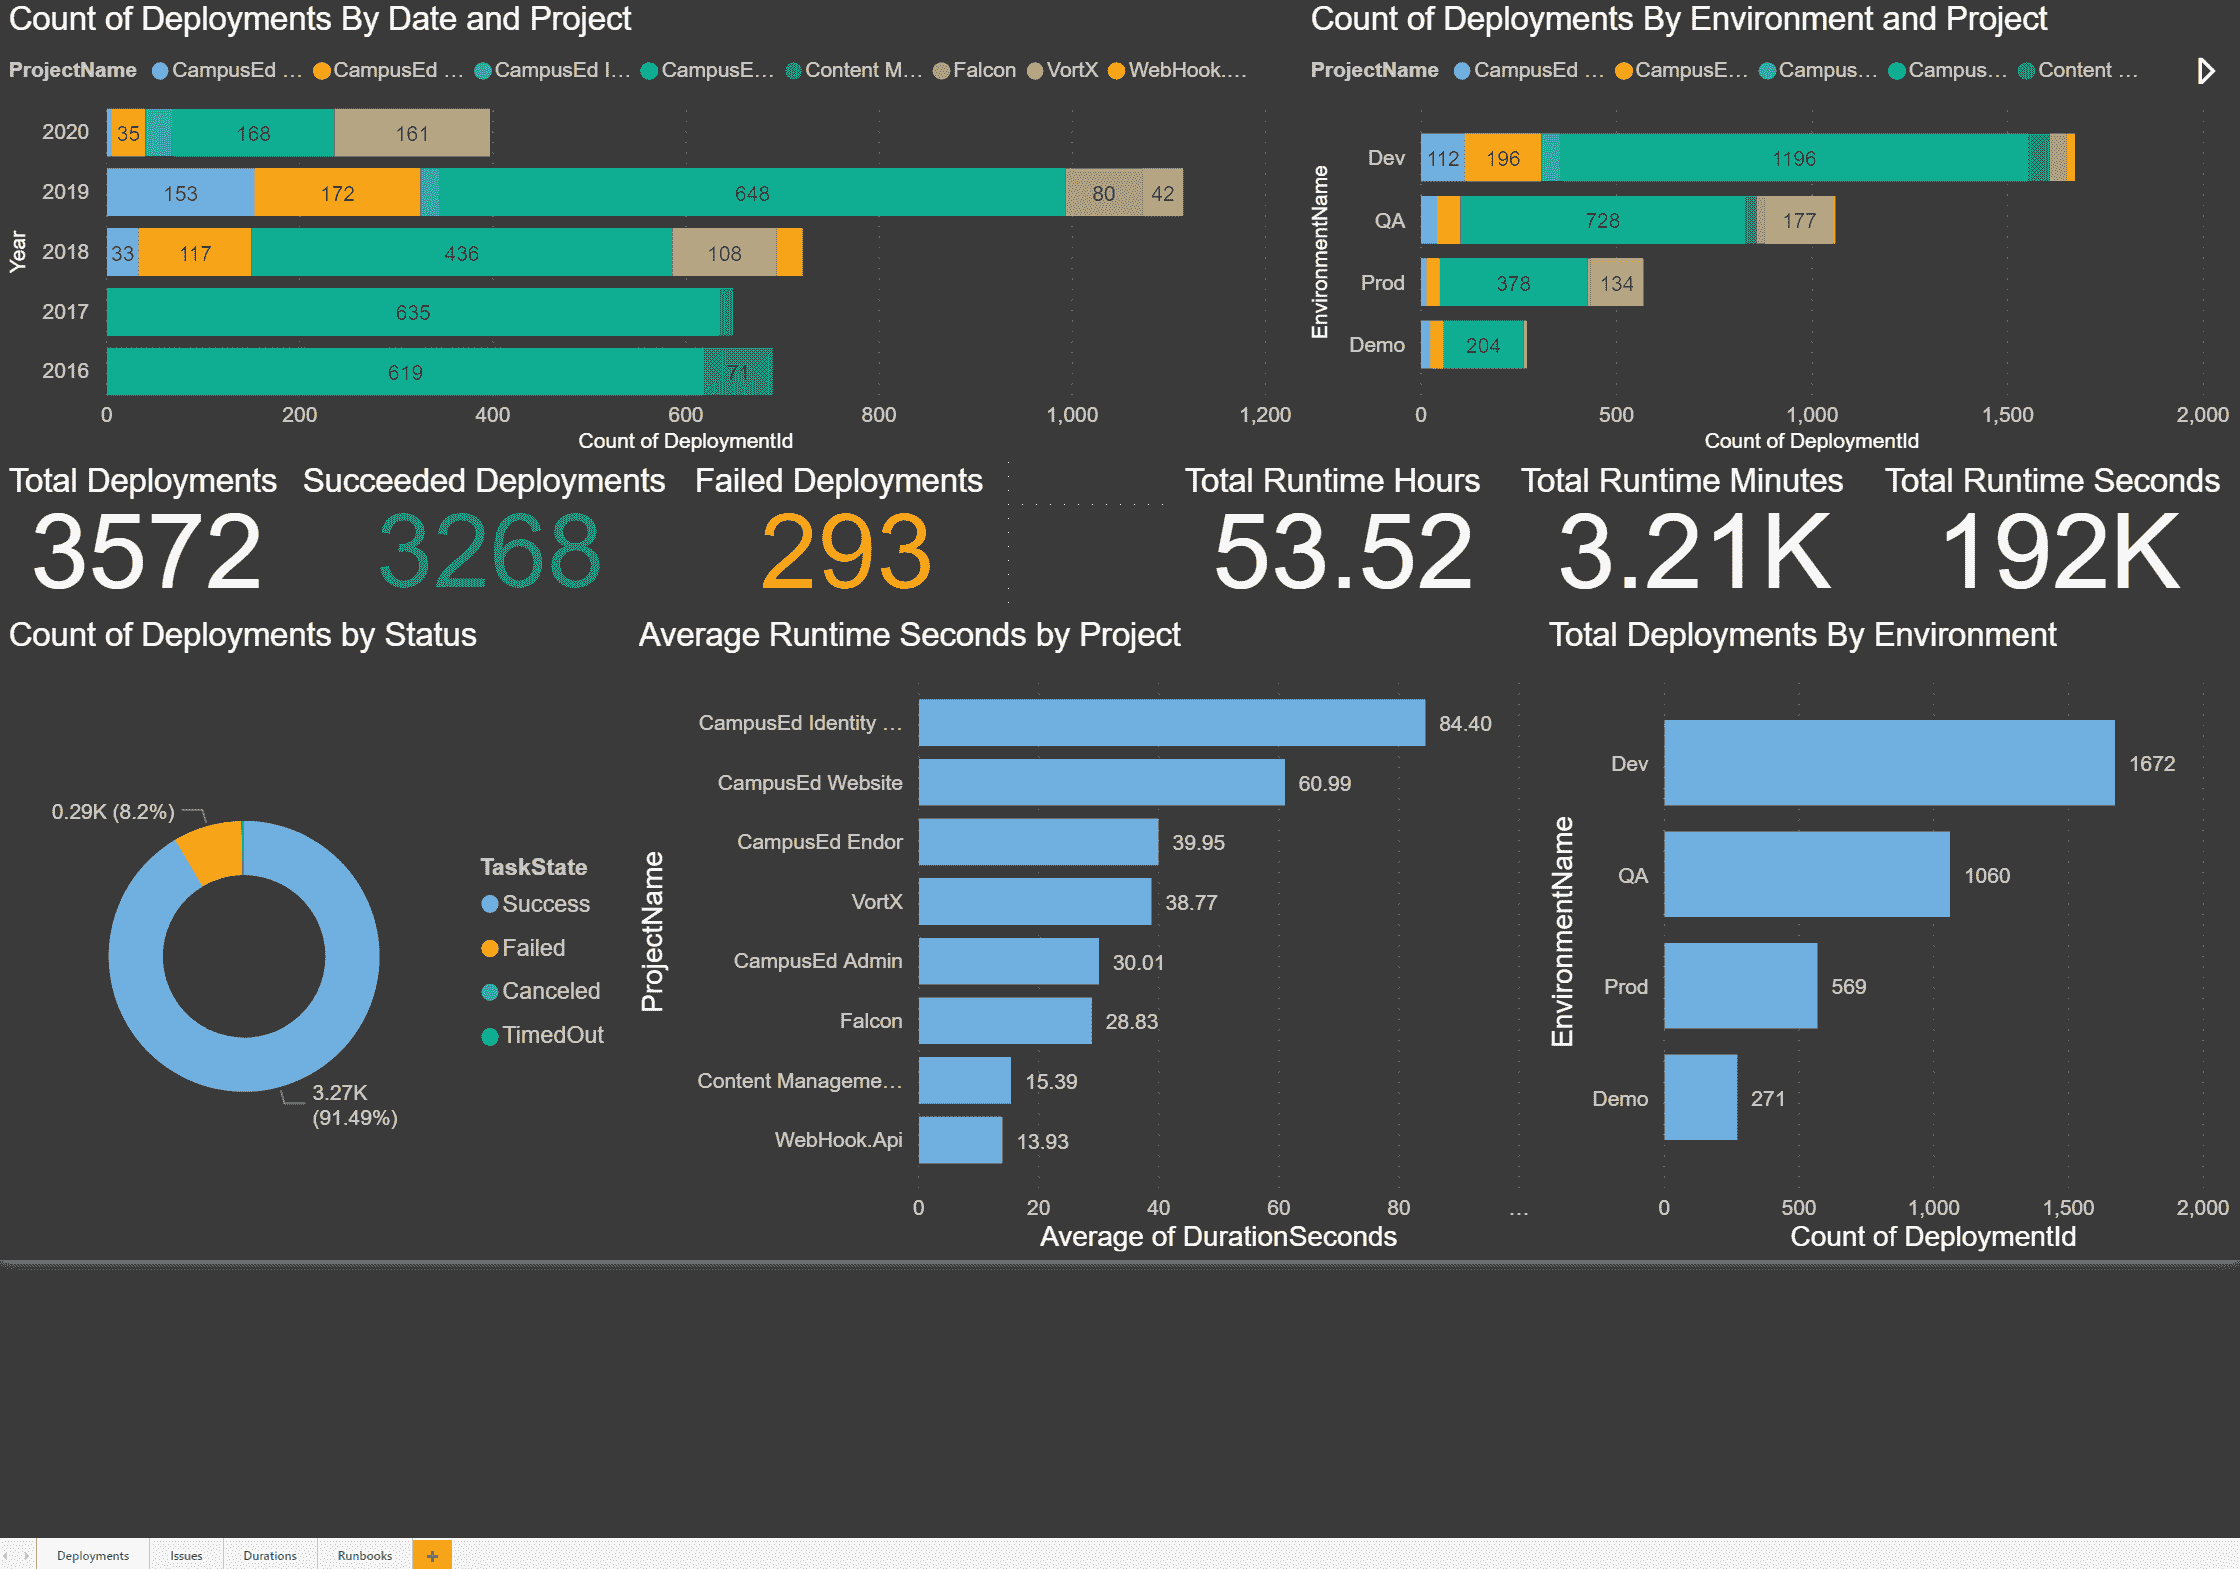 Count of Deployments By Date and Project
ProjectName CampusEd ... CampusEd ... CampusEd I... CampusE... Content M... Falcon VortX WebHook....
2020 35 168 161
2019 153 172 648 80 42
2018 33 117 436 108
2017 635
2016 619 71
Year
0 200 400 600 800 1,000 1,200
Count of DeploymentId
Count of Deployments By Environment and Project
ProjectName CampusEd ... CampusE... Campus... Campus... Content ...
Dev 112 196 1196
QA 728 177
Prod 378 134
Demo 204
EnvironmentName
0 500 1,000 1,500 2,000
Count of DeploymentId
Total Deployments Succeeded Deployments Failed Deployments Total Runtime Hours Total Runtime Minutes Total Runtime Seconds
3572 3268 293 53.52 3.21K 192K
Count of Deployments by Status
0.29K (8.2%)
3.27K
(91.49%)
TaskState
Success
Failed
Canceled
TimedOut
Average Runtime Seconds by Project
CampusEd Identity ... 84.40
CampusEd Website 60.99
CampusEd Endor 39.95
VortX 38.77
CampusEd Admin 30.01
Falcon 28.83
Content Manageme... 15.39
WebHook.Api 13.93
ProjectName
0 20 40 60 80 ...
Average of DurationSeconds
Total Deployments By Environment
Dev 1672
QA 1060
Prod 569
Demo 271
EnvironmentName
0 500 1,000 1,500 2,000
Count of DeploymentId
Deployments Issues Durations Runbooks +